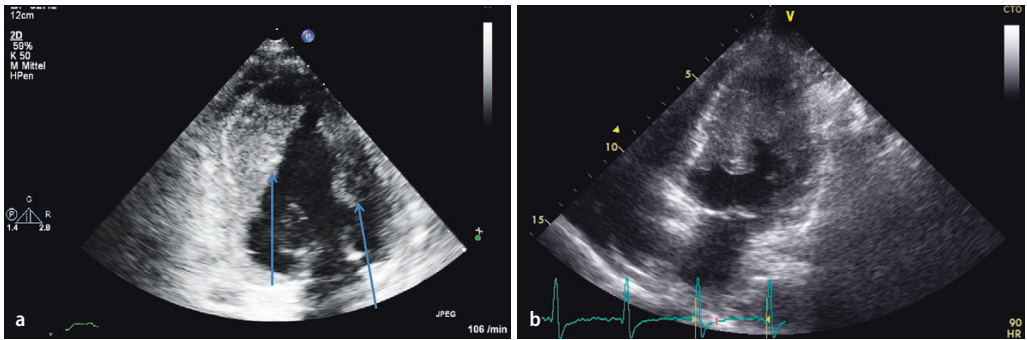 12cm
2D
59%
K 50
M Mittel
HPen
P
G
P R
1.4 2.8
JPEG
106 /min
a
V
CTO
5
10
15
90
HR
b